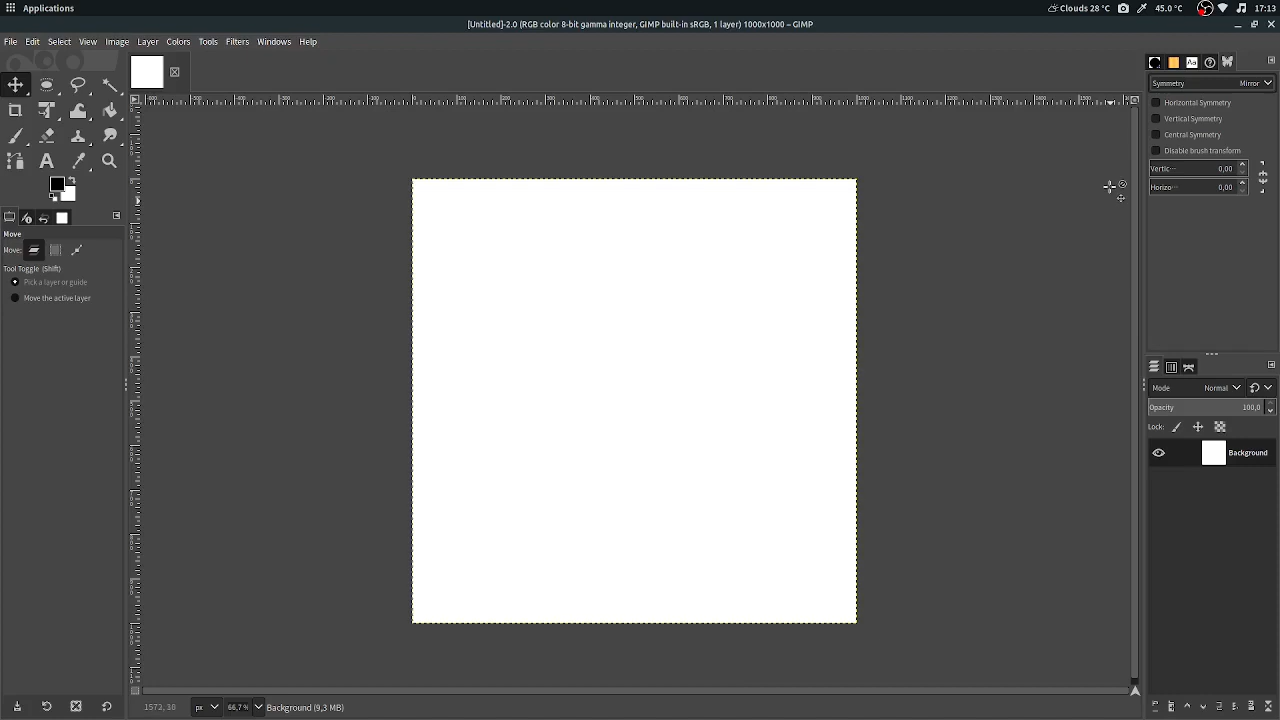 Applications
Clouds 28 °C
45.0 °C
17:13
[Untitled]-2.0 (RGB color 8-bit gamma integer, GIMP built-in sRGB, 1 layer) 1000x1000 – GIMP
File Edit Select View Image Layer Colors Tools Filters Windows Help
Symmetry Mirror
Horizontal Symmetry
Vertical Symmetry
Central Symmetry
Disable brush transform
Vertic… 0,00
Horizo… 0,00
Move
Move:
Tool Toggle (Shift)
Pick a layer or guide
Move the active layer
Mode Normal
Opacity 100,0
Lock:
Background
1572, 38 px 66,7 % Background (9,3 MB)